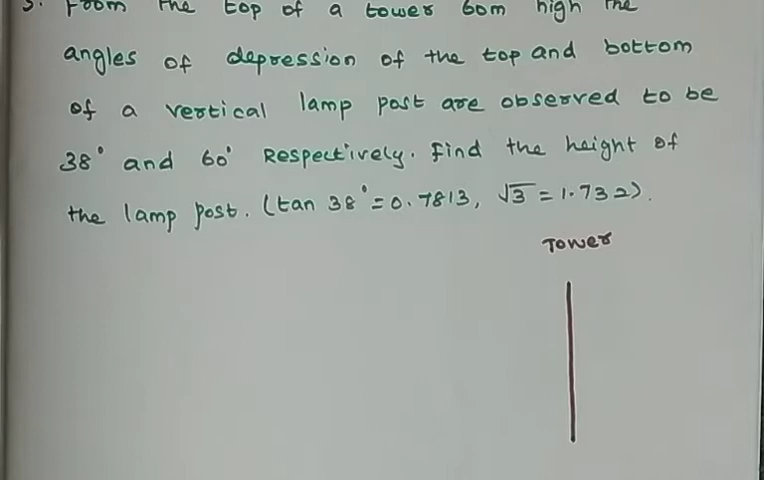 3. From the top of a tower 60m high the
angles of depression of the top and bottom
of a vertical lamp post are observed to be
38° and 60° Respectively. Find the height of
the lamp post. (tan 38° = 0.7813, √3 = 1.732).
Tower